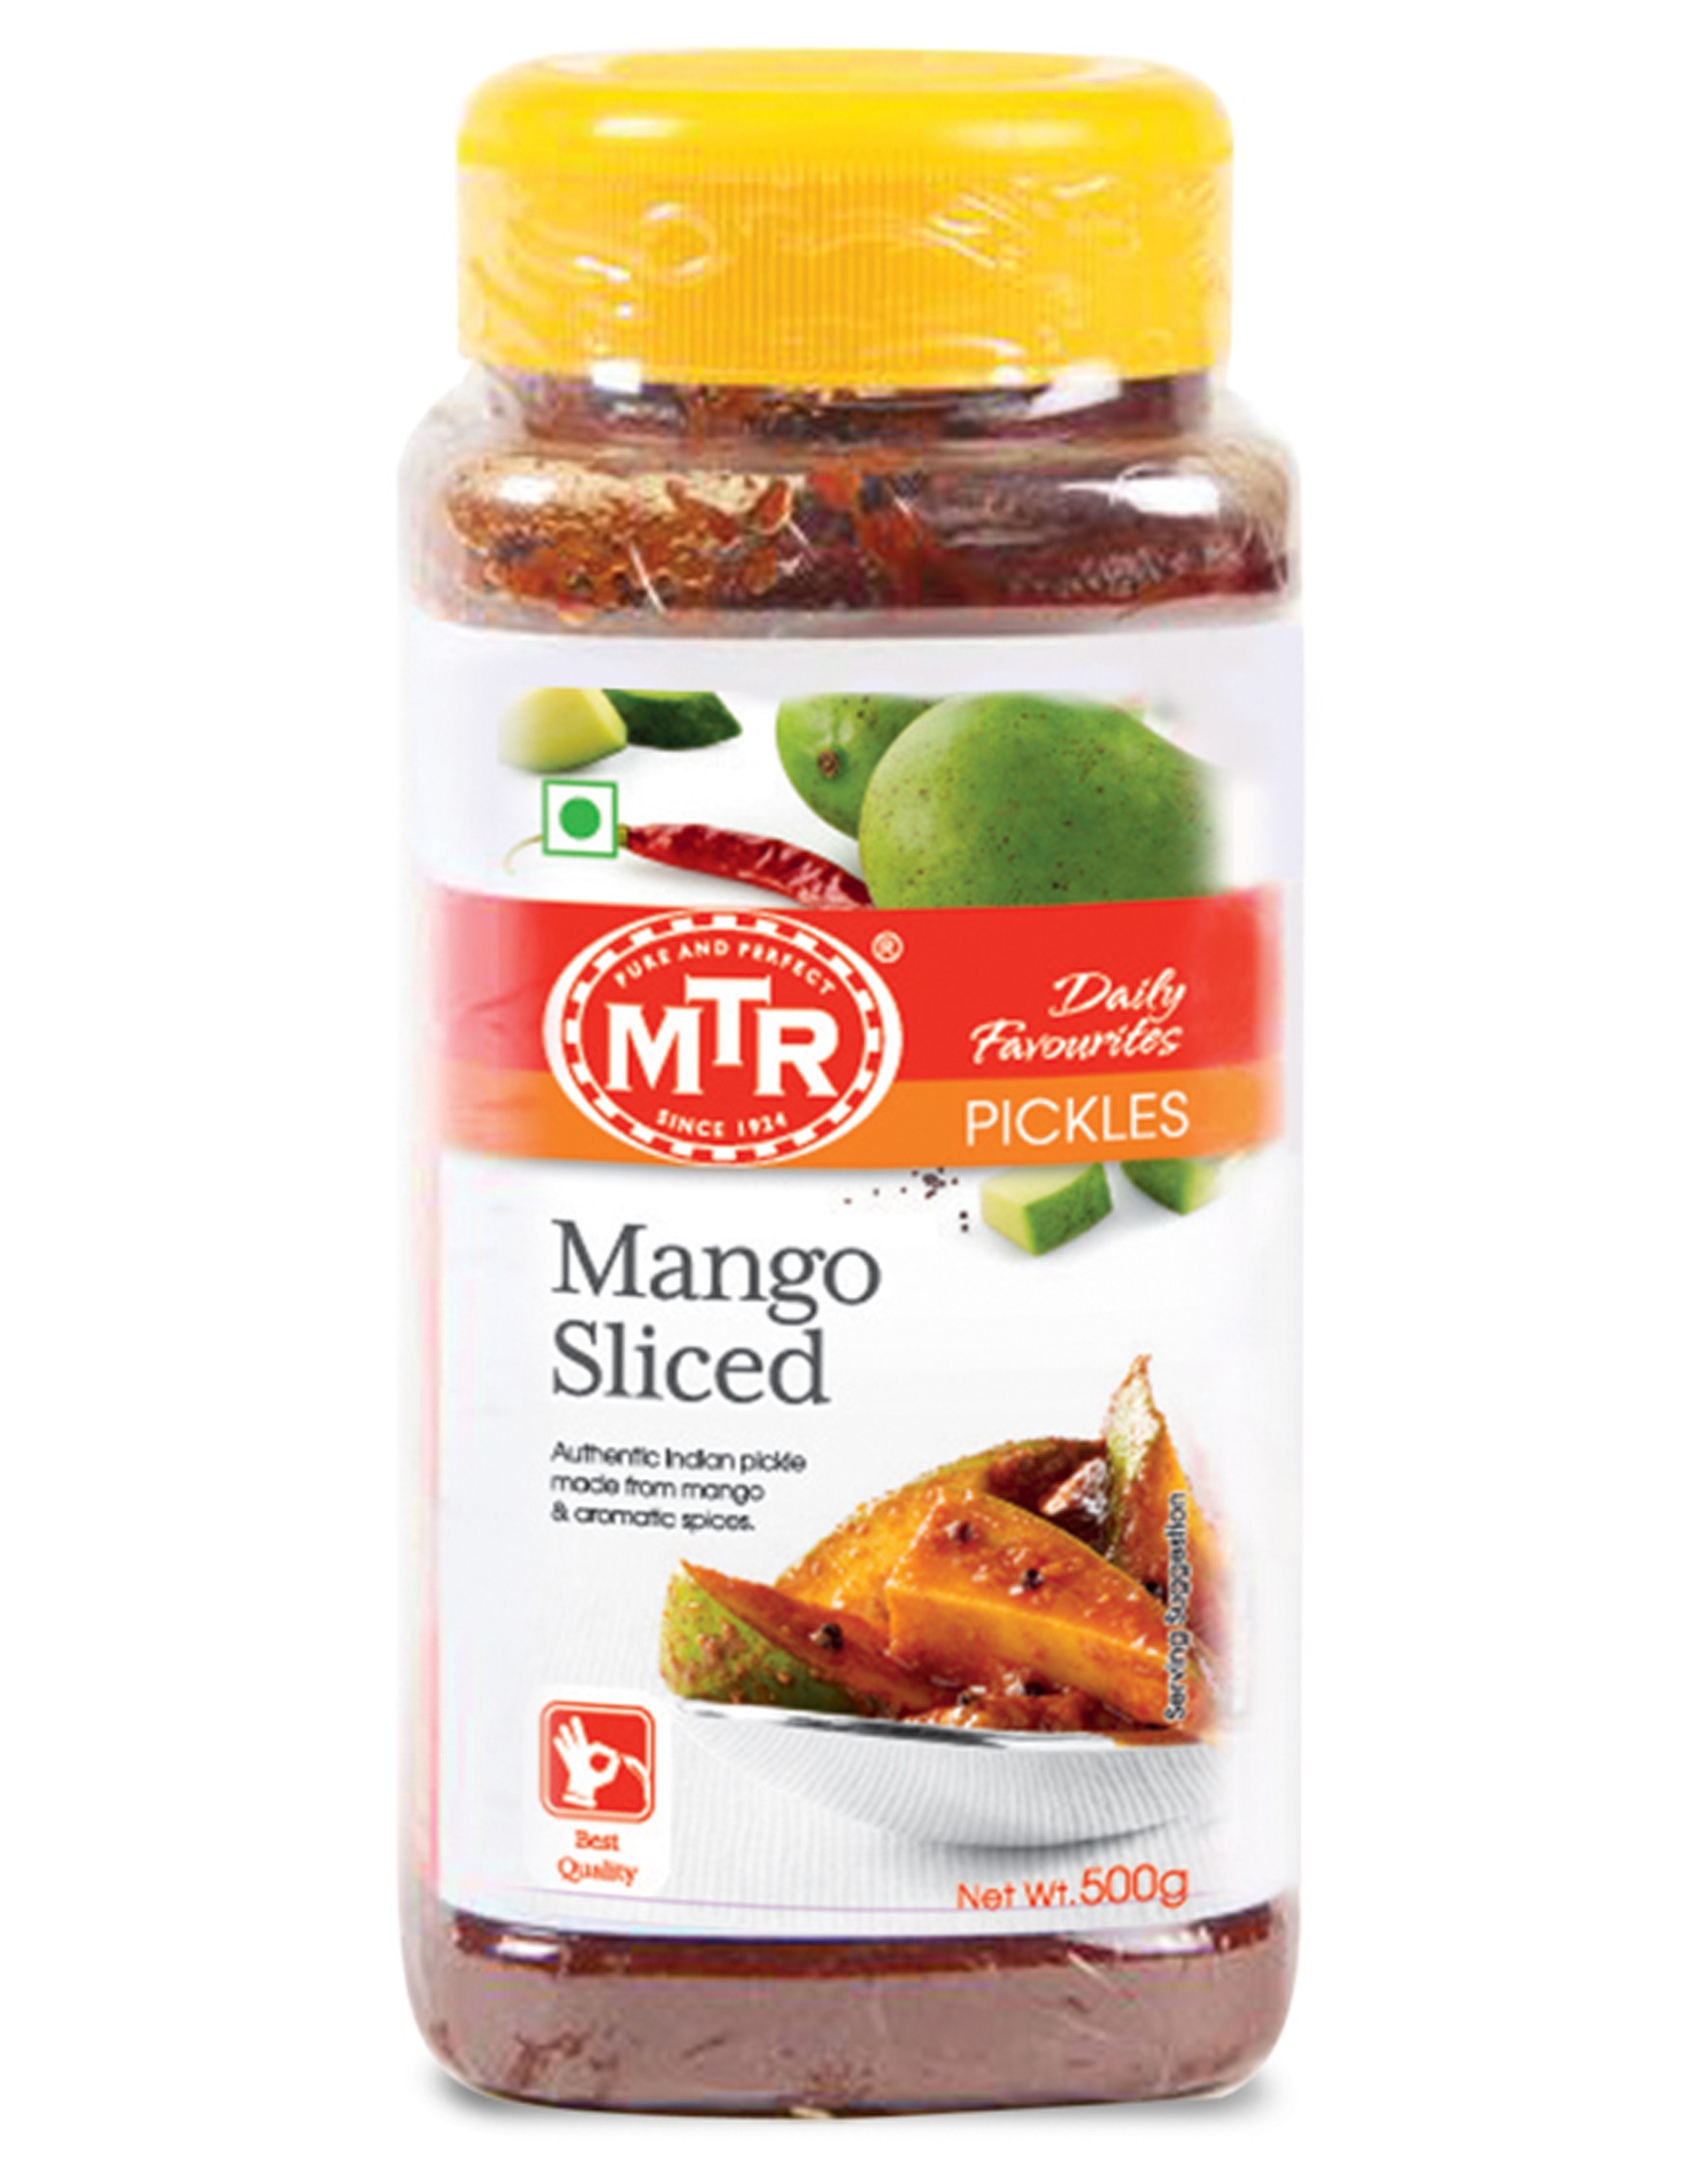 PURE AND PERFECT
MTR
®
SINCE 1924
Daily
Favourites
PICKLES
Mango
Sliced
Authentic Indian pickle
made from mango
& aromatic spices.
Serving Suggestion
Best
Quality
Net Wt. 500g